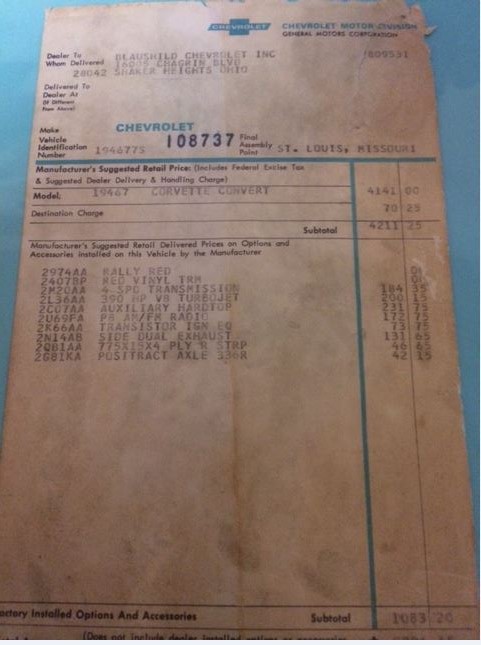 CHEVROLET CHEVROLET MOTOR DIVISION
GENERAL MOTORS CORPORATION
Dealer To BLAUSHILD CHEVROLET INC 7809531
Whom Delivered 16005 CHAGRIN BLVD
28042 SHAKER HEIGHTS OHIO
Delivered To
Dealer At
(If Different
From Above)
Make CHEVROLET
Vehicle
Identification 1946775 108737 Final Assembly ST. LOUIS, MISSOURI
Number Point
Manufacturer's Suggested Retail Price: (Includes Federal Excise Tax
& Suggested Dealer Delivery & Handling Charge)
Model: 19467 CORVETTE CONVERT 4141 00
Destination Charge 70 25
Subtotal 4211 25
Manufacturer's Suggested Retail Delivered Prices on Options and
Accessories installed on this Vehicle by the Manufacturer
2974AA RALLY RED 00
2407BP RED VINYL TRM 00
2M20AA 4 SPD TRANSMISSION 184 35
2L36AA 390 HP V8 TURBOJET 200 15
2C07AA AUXILIARY HARDTOP 231 75
2U69FA PB AM/FM RADIO 172 75
2K66AA TRANSISTOR IGN EQ 73 75
2N14AB SIDE DUAL EXHAUST 131 65
2QB1AA 775X15X4 PLY R STRP 46 65
2G81KA POSITRACT AXLE 336R 42 15
Factory Installed Options And Accessories Subtotal 1083 20
(Does not include dealer installed options or accessories